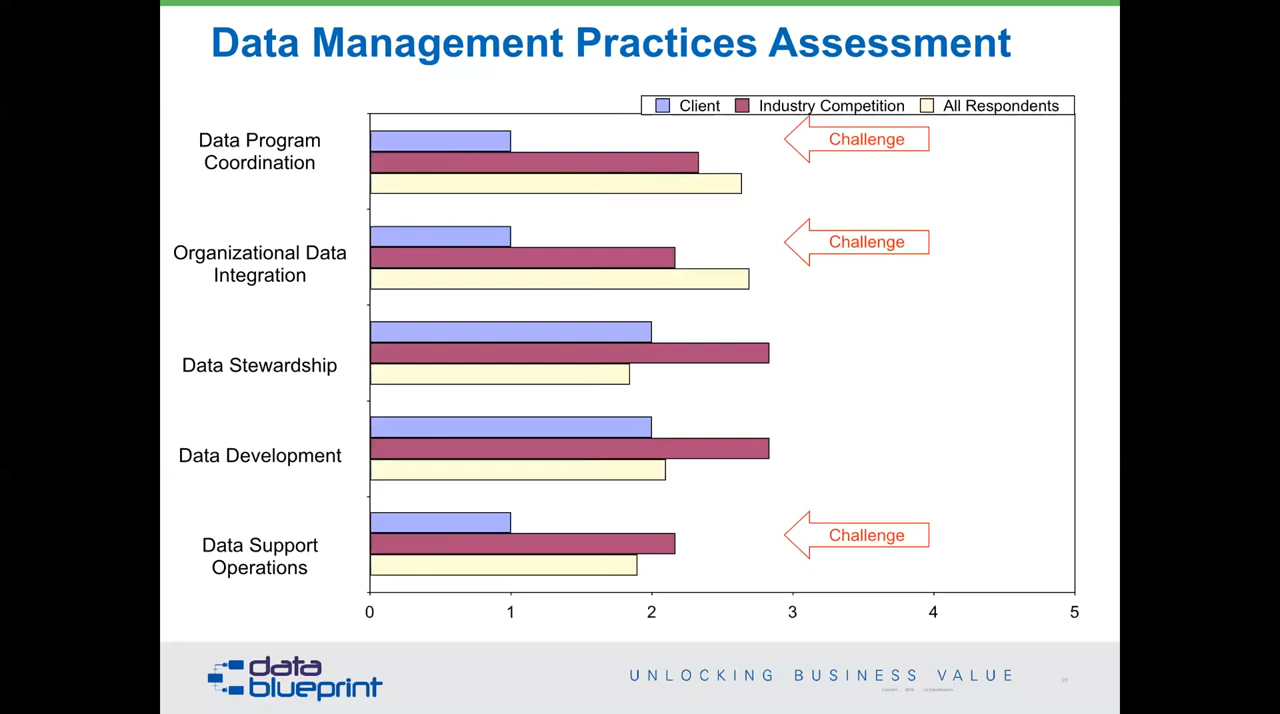 Data Management Practices Assessment
Client Industry Competition All Respondents
Data Program
Coordination
Challenge
Organizational Data
Integration
Challenge
Data Stewardship
Data Development
Data Support
Operations
Challenge
0 1 2 3 4 5
data
blueprint
UNLOCKING BUSINESS VALUE